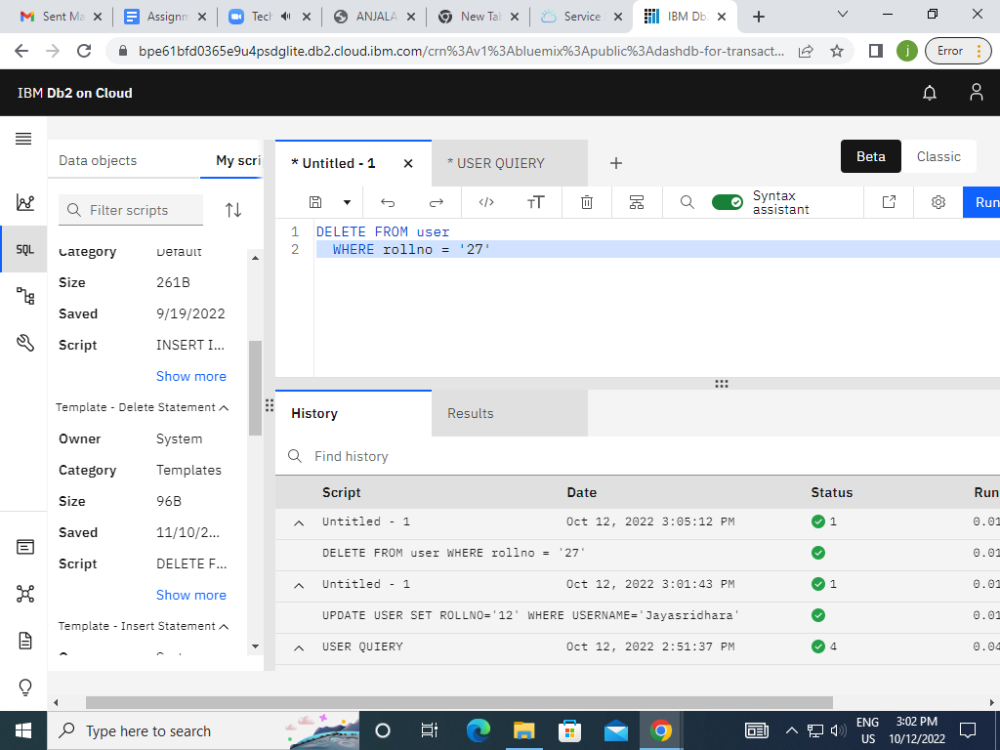 Sent Ma
Assignm
Tech
ANJALA
New Tab
Service
IBM Db
bpe61bfd0365e9u4psdglite.db2.cloud.ibm.com/crn%3Av1%3Abluemix%3Apublic%3Adashdb-for-transact...
j
Error
IBM Db2 on Cloud
Data objects
My scri
* Untitled - 1
* USER QUIERY
Beta
Classic
SQL
Filter scripts
Syntax assistant
Run
1 DELETE FROM user
2 WHERE rollno = '27'
Category Default
Size 261B
Saved 9/19/2022
Script INSERT I...
Show more
Template - Delete Statement
Owner System
Category Templates
Size 96B
Saved 11/10/2...
Script DELETE F...
Show more
Template - Insert Statement
History
Results
Find history
Script Date Status Run
Untitled - 1 Oct 12, 2022 3:05:12 PM 1 0.01
DELETE FROM user WHERE rollno = '27' 0.01
Untitled - 1 Oct 12, 2022 3:01:43 PM 1 0.01
UPDATE USER SET ROLLNO='12' WHERE USERNAME='Jayasridhara' 0.01
USER QUIERY Oct 12, 2022 2:51:37 PM 4 0.04
Type here to search
ENG
US
3:02 PM
10/12/2022